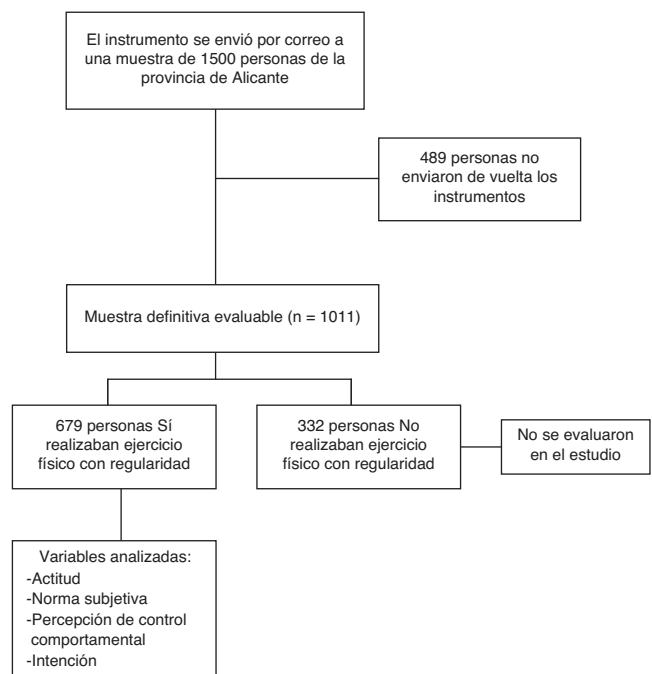 El instrumento se envió por correo a
una muestra de 1500 personas de la
provincia de Alicante
489 personas no
enviaron de vuelta los
instrumentos
Muestra definitiva evaluable (n = 1011)
679 personas Sí
realizaban ejercicio
físico con regularidad
332 personas No
realizaban ejercicio
físico con regularidad
No se evaluaron
en el estudio
Variables analizadas:
-Actitud
-Norma subjetiva
-Percepción de control
comportamental
-Intención